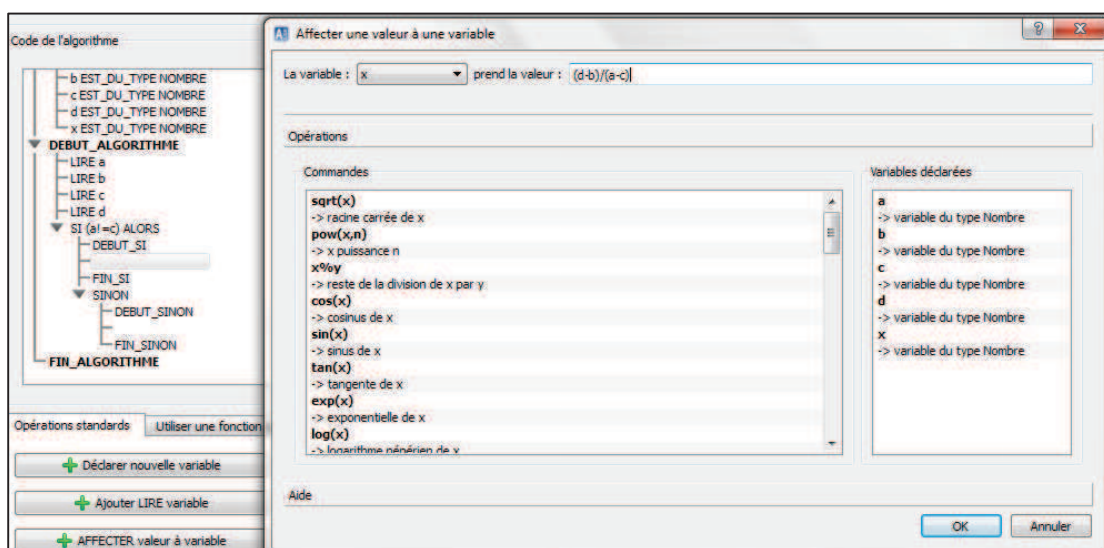 Code de l'algorithme
b EST_DU_TYPE NOMBRE
c EST_DU_TYPE NOMBRE
d EST_DU_TYPE NOMBRE
x EST_DU_TYPE NOMBRE
DEBUT_ALGORITHME
LIRE a
LIRE b
LIRE c
LIRE d
SI (a!=c) ALORS
DEBUT_SI
FIN_SI
SINON
DEBUT_SINON
FIN_SINON
FIN_ALGORITHME
Opérations standards
Utiliser une fonction
Déclarer nouvelle variable
Ajouter LIRE variable
AFFECTER valeur à variable
Affecter une valeur à une variable
La variable : x prend la valeur : (d-b)/(a-c)
Opérations
Commandes
sqrt(x)
-> racine carrée de x
pow(x,n)
-> x puissance n
x%y
-> reste de la division de x par y
cos(x)
-> cosinus de x
sin(x)
-> sinus de x
tan(x)
-> tangente de x
exp(x)
-> exponentielle de x
log(x)
-> logarithme népérien de x
Variables déclarées
a
-> variable du type Nombre
b
-> variable du type Nombre
c
-> variable du type Nombre
d
-> variable du type Nombre
x
-> variable du type Nombre
Aide
OK
Annuler